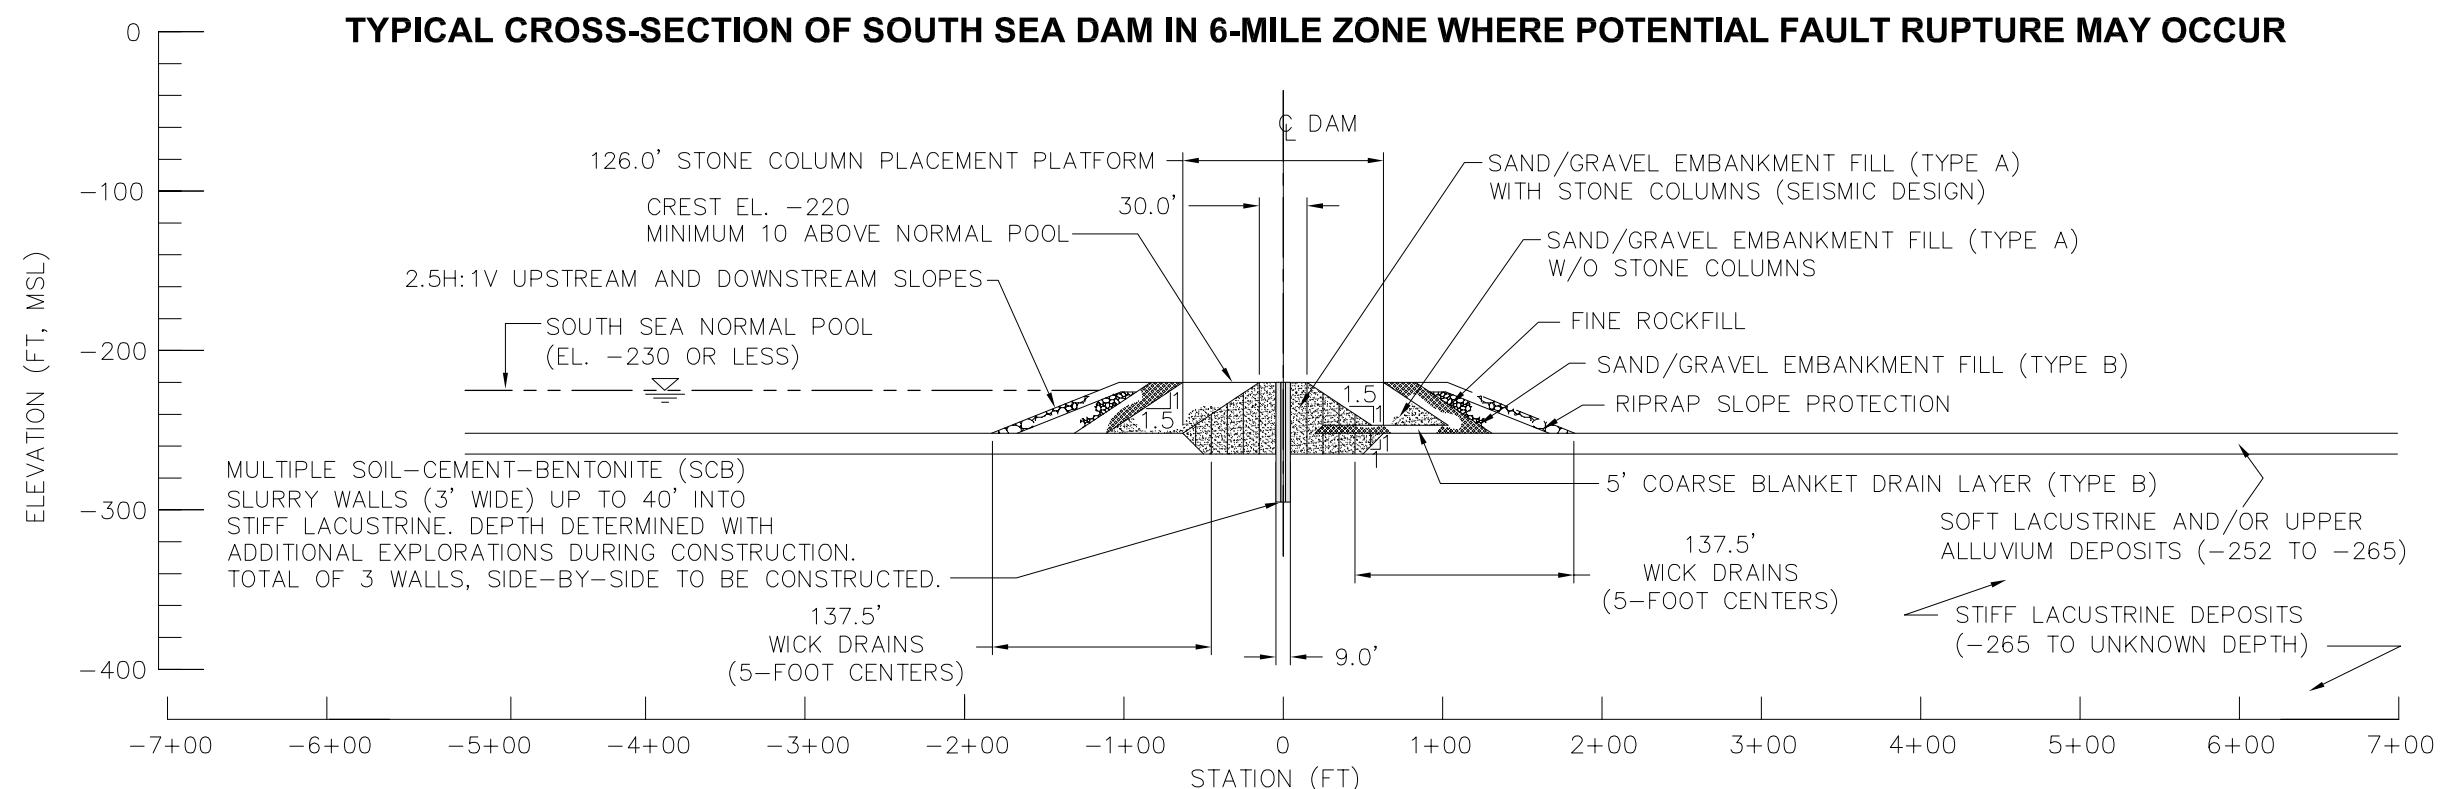 TYPICAL CROSS-SECTION OF SOUTH SEA DAM IN 6-MILE ZONE WHERE POTENTIAL FAULT RUPTURE MAY OCCUR
0
-100
-200
-300
-400
ELEVATION (FT, MSL)
℄ DAM
126.0' STONE COLUMN PLACEMENT PLATFORM
CREST EL. -220
MINIMUM 10 ABOVE NORMAL POOL
30.0'
2.5H:1V UPSTREAM AND DOWNSTREAM SLOPES
SOUTH SEA NORMAL POOL
(EL. -230 OR LESS)
SAND/GRAVEL EMBANKMENT FILL (TYPE A)
WITH STONE COLUMNS (SEISMIC DESIGN)
SAND/GRAVEL EMBANKMENT FILL (TYPE A)
W/O STONE COLUMNS
FINE ROCKFILL
SAND/GRAVEL EMBANKMENT FILL (TYPE B)
RIPRAP SLOPE PROTECTION
1
1.5
1.5
1
1
1
MULTIPLE SOIL-CEMENT-BENTONITE (SCB)
SLURRY WALLS (3' WIDE) UP TO 40' INTO
STIFF LACUSTRINE. DEPTH DETERMINED WITH
ADDITIONAL EXPLORATIONS DURING CONSTRUCTION.
TOTAL OF 3 WALLS, SIDE-BY-SIDE TO BE CONSTRUCTED.
5' COARSE BLANKET DRAIN LAYER (TYPE B)
SOFT LACUSTRINE AND/OR UPPER
ALLUVIUM DEPOSITS (-252 TO -265)
137.5'
WICK DRAINS
(5-FOOT CENTERS)
STIFF LACUSTRINE DEPOSITS
(-265 TO UNKNOWN DEPTH)
137.5'
WICK DRAINS
(5-FOOT CENTERS)
9.0'
-7+00
-6+00
-5+00
-4+00
-3+00
-2+00
-1+00
0
1+00
2+00
3+00
4+00
5+00
6+00
7+00
STATION (FT)